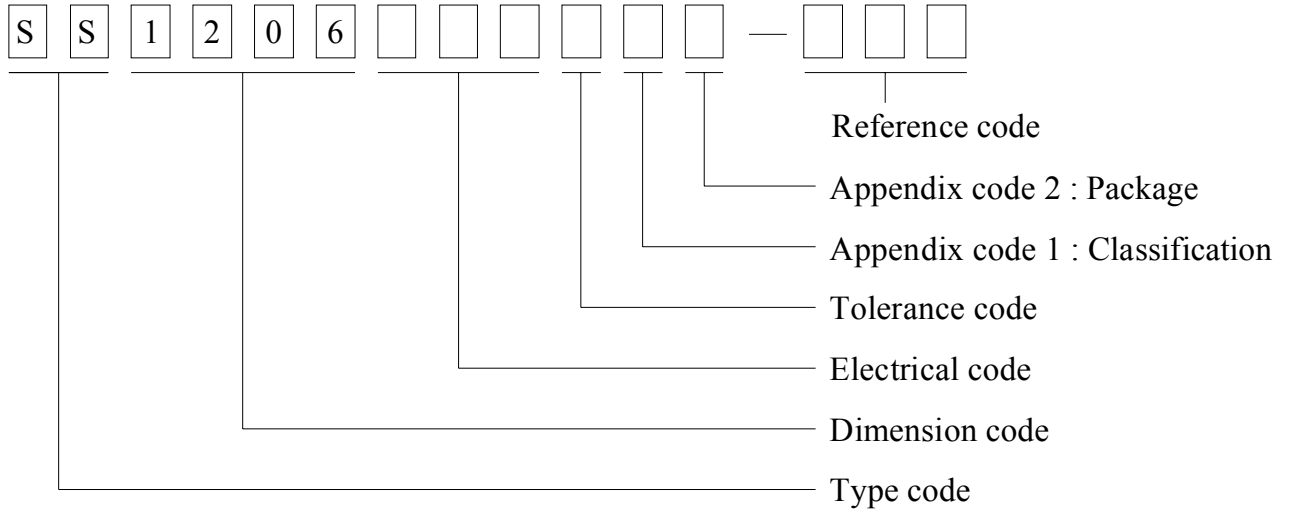 S S 1 2 0 6 —
Reference code
Appendix code 2 : Package
Appendix code 1 : Classification
Tolerance code
Electrical code
Dimension code
Type code